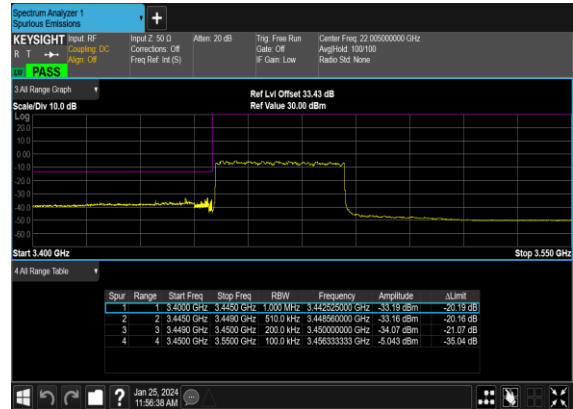 Spectrum Analyzer 1
Spurious Emissions
+
KEYSIGHT Input: RF Input Z: 50 Ω Atten: 20 dB Trig: Free Run Center Freq: 22.005000000 GHz
R T Coupling: DC Corrections: Off Gate: Off Avg|Hold: 100/100
Align: Off Freq Ref: Int (S) IF Gain: Low Radio Std: None
PASS
3 All Range Graph
Ref Lvl Offset 33.43 dB
Scale/Div 10.0 dB Ref Value 30.00 dBm
Log
20.0
10.0
0.00
-10.0
-20.0
-30.0
-40.0
-50.0
-60.0
Start 3.400 GHz Stop 3.550 GHz
4 All Range Table
Spur Range Start Freq Stop Freq RBW Frequency Amplitude ΔLimit
1 1 3.4000 GHz 3.4450 GHz 1.000 MHz 3.442525000 GHz -33.19 dBm -20.19 dB
2 2 3.4450 GHz 3.4490 GHz 510.0 kHz 3.448560000 GHz -33.16 dBm -20.16 dB
3 3 3.4490 GHz 3.4500 GHz 200.0 kHz 3.450000000 GHz -34.07 dBm -21.07 dB
4 4 3.4500 GHz 3.5500 GHz 100.0 kHz 3.456333333 GHz -5.043 dBm -35.04 dB
? Jan 25, 2024
11:56:38 AM